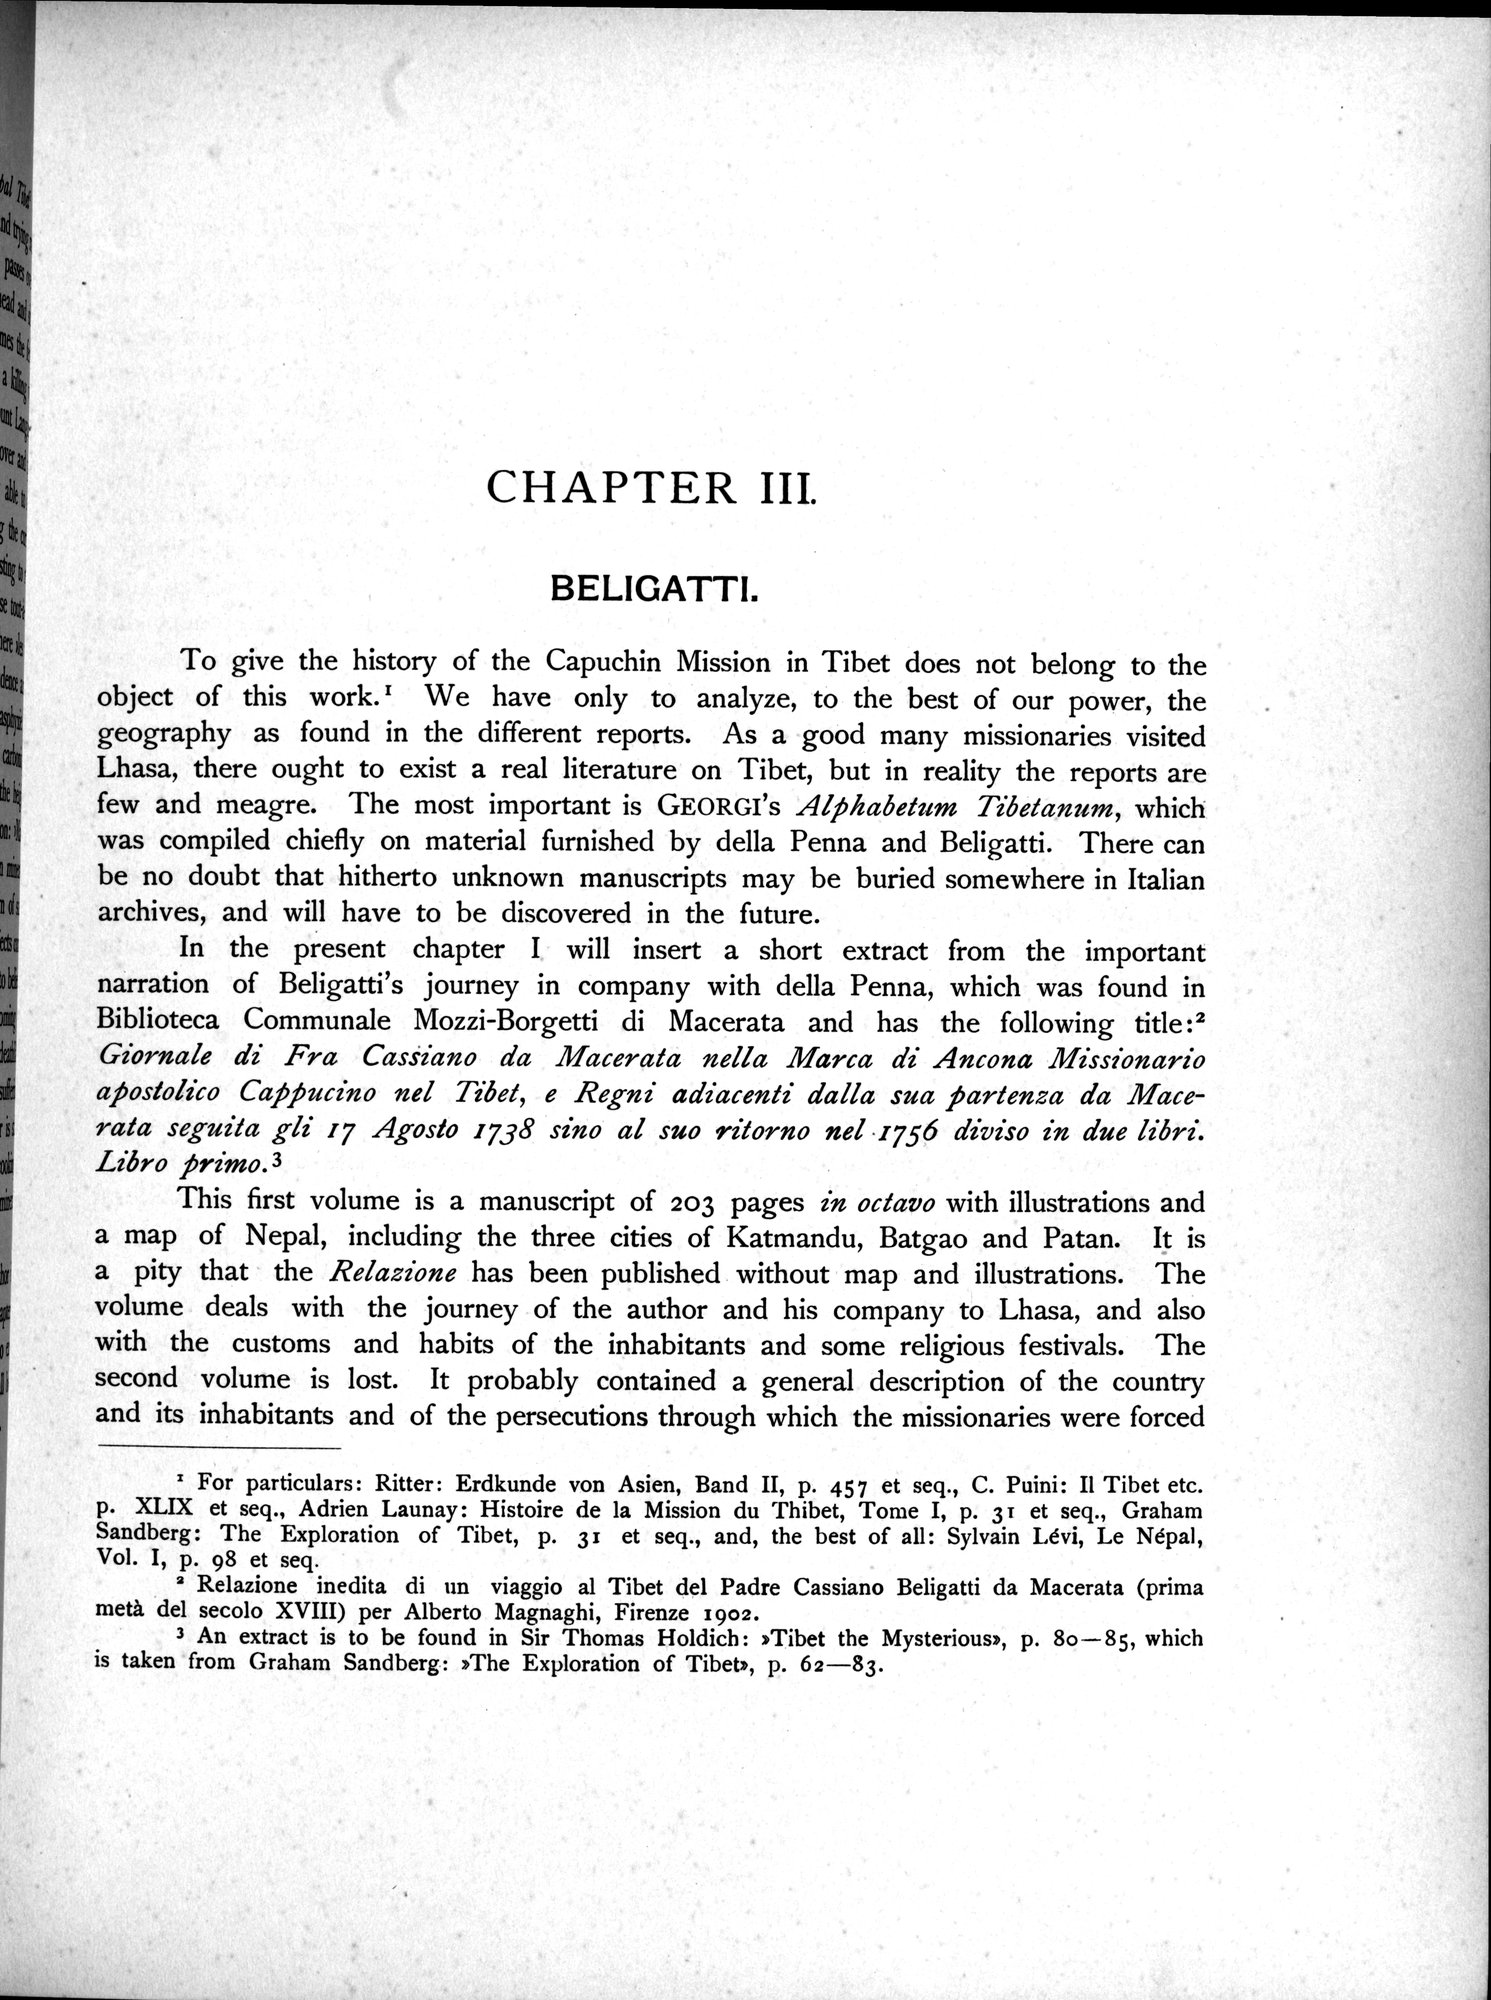 CHAPTER III.
BELIGATTI.
To give the history of the Capuchin Mission in Tibet does not belong to the
object of this work.¹ We have only to analyze, to the best of our power, the
geography as found in the different reports. As a good many missionaries visited
Lhasa, there ought to exist a real literature on Tibet, but in reality the reports are
few and meagre. The most important is GEORGI's Alphabetum Tibetanum, which
was compiled chiefly on material furnished by della Penna and Beligatti. There can
be no doubt that hitherto unknown manuscripts may be buried somewhere in Italian
archives, and will have to be discovered in the future.
In the present chapter I will insert a short extract from the important
narration of Beligatti's journey in company with della Penna, which was found in
Biblioteca Communale Mozzi-Borgetti di Macerata and has the following title:²
Giornale di Fra Cassiano da Macerata nella Marca di Ancona Missionario
apostolico Cappucino nel Tibet, e Regni adiacenti dalla sua partenza da Mace-
rata seguita gli 17 Agosto 1738 sino al suo ritorno nel 1756 diviso in due libri.
Libro primo.³
This first volume is a manuscript of 203 pages in octavo with illustrations and
a map of Nepal, including the three cities of Katmandu, Batgao and Patan. It is
a pity that the Relazione has been published without map and illustrations. The
volume deals with the journey of the author and his company to Lhasa, and also
with the customs and habits of the inhabitants and some religious festivals. The
second volume is lost. It probably contained a general description of the country
and its inhabitants and of the persecutions through which the missionaries were forced
¹ For particulars: Ritter: Erdkunde von Asien, Band II, p. 457 et seq., C. Puini: Il Tibet etc.
p. XLIX et seq., Adrien Launay: Histoire de la Mission du Thibet, Tome I, p. 31 et seq., Graham
Sandberg: The Exploration of Tibet, p. 31 et seq., and, the best of all: Sylvain Lévi, Le Népal,
Vol. I, p. 98 et seq.
² Relazione inedita di un viaggio al Tibet del Padre Cassiano Beligatti da Macerata (prima
metà del secolo XVIII) per Alberto Magnaghi, Firenze 1902.
³ An extract is to be found in Sir Thomas Holdich: »Tibet the Mysterious», p. 80—85, which
is taken from Graham Sandberg: »The Exploration of Tibet», p. 62—83.